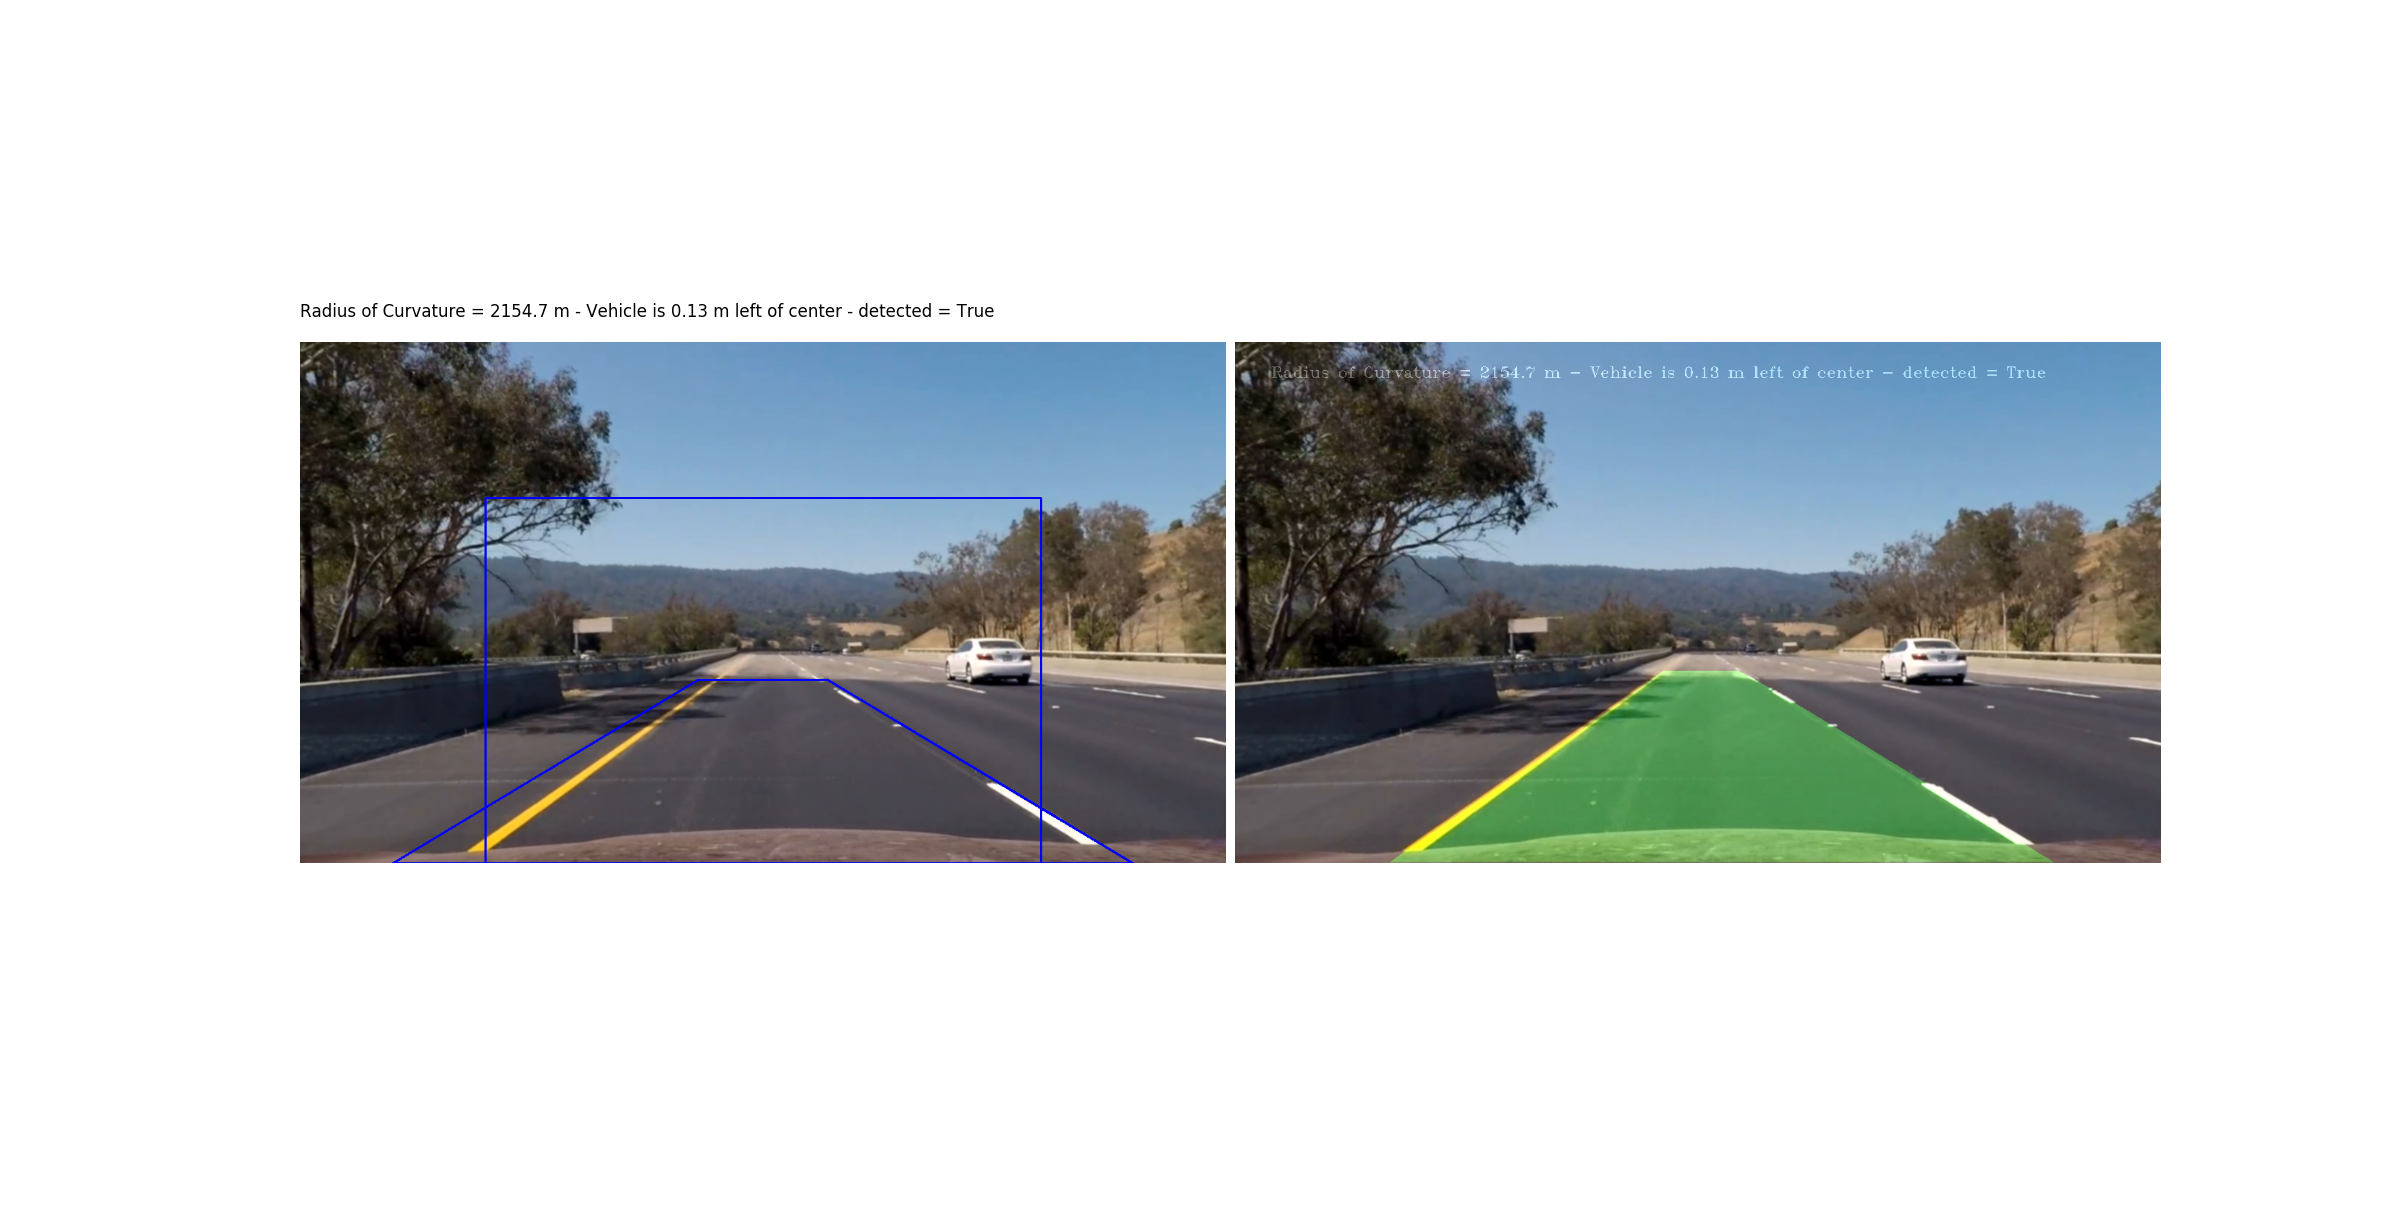 Radius of Curvature = 2154.7 m - Vehicle is 0.13 m left of center - detected = True
Radius of Curvature = 2154.7 m - Vehicle is 0.13 m left of center - detected = True